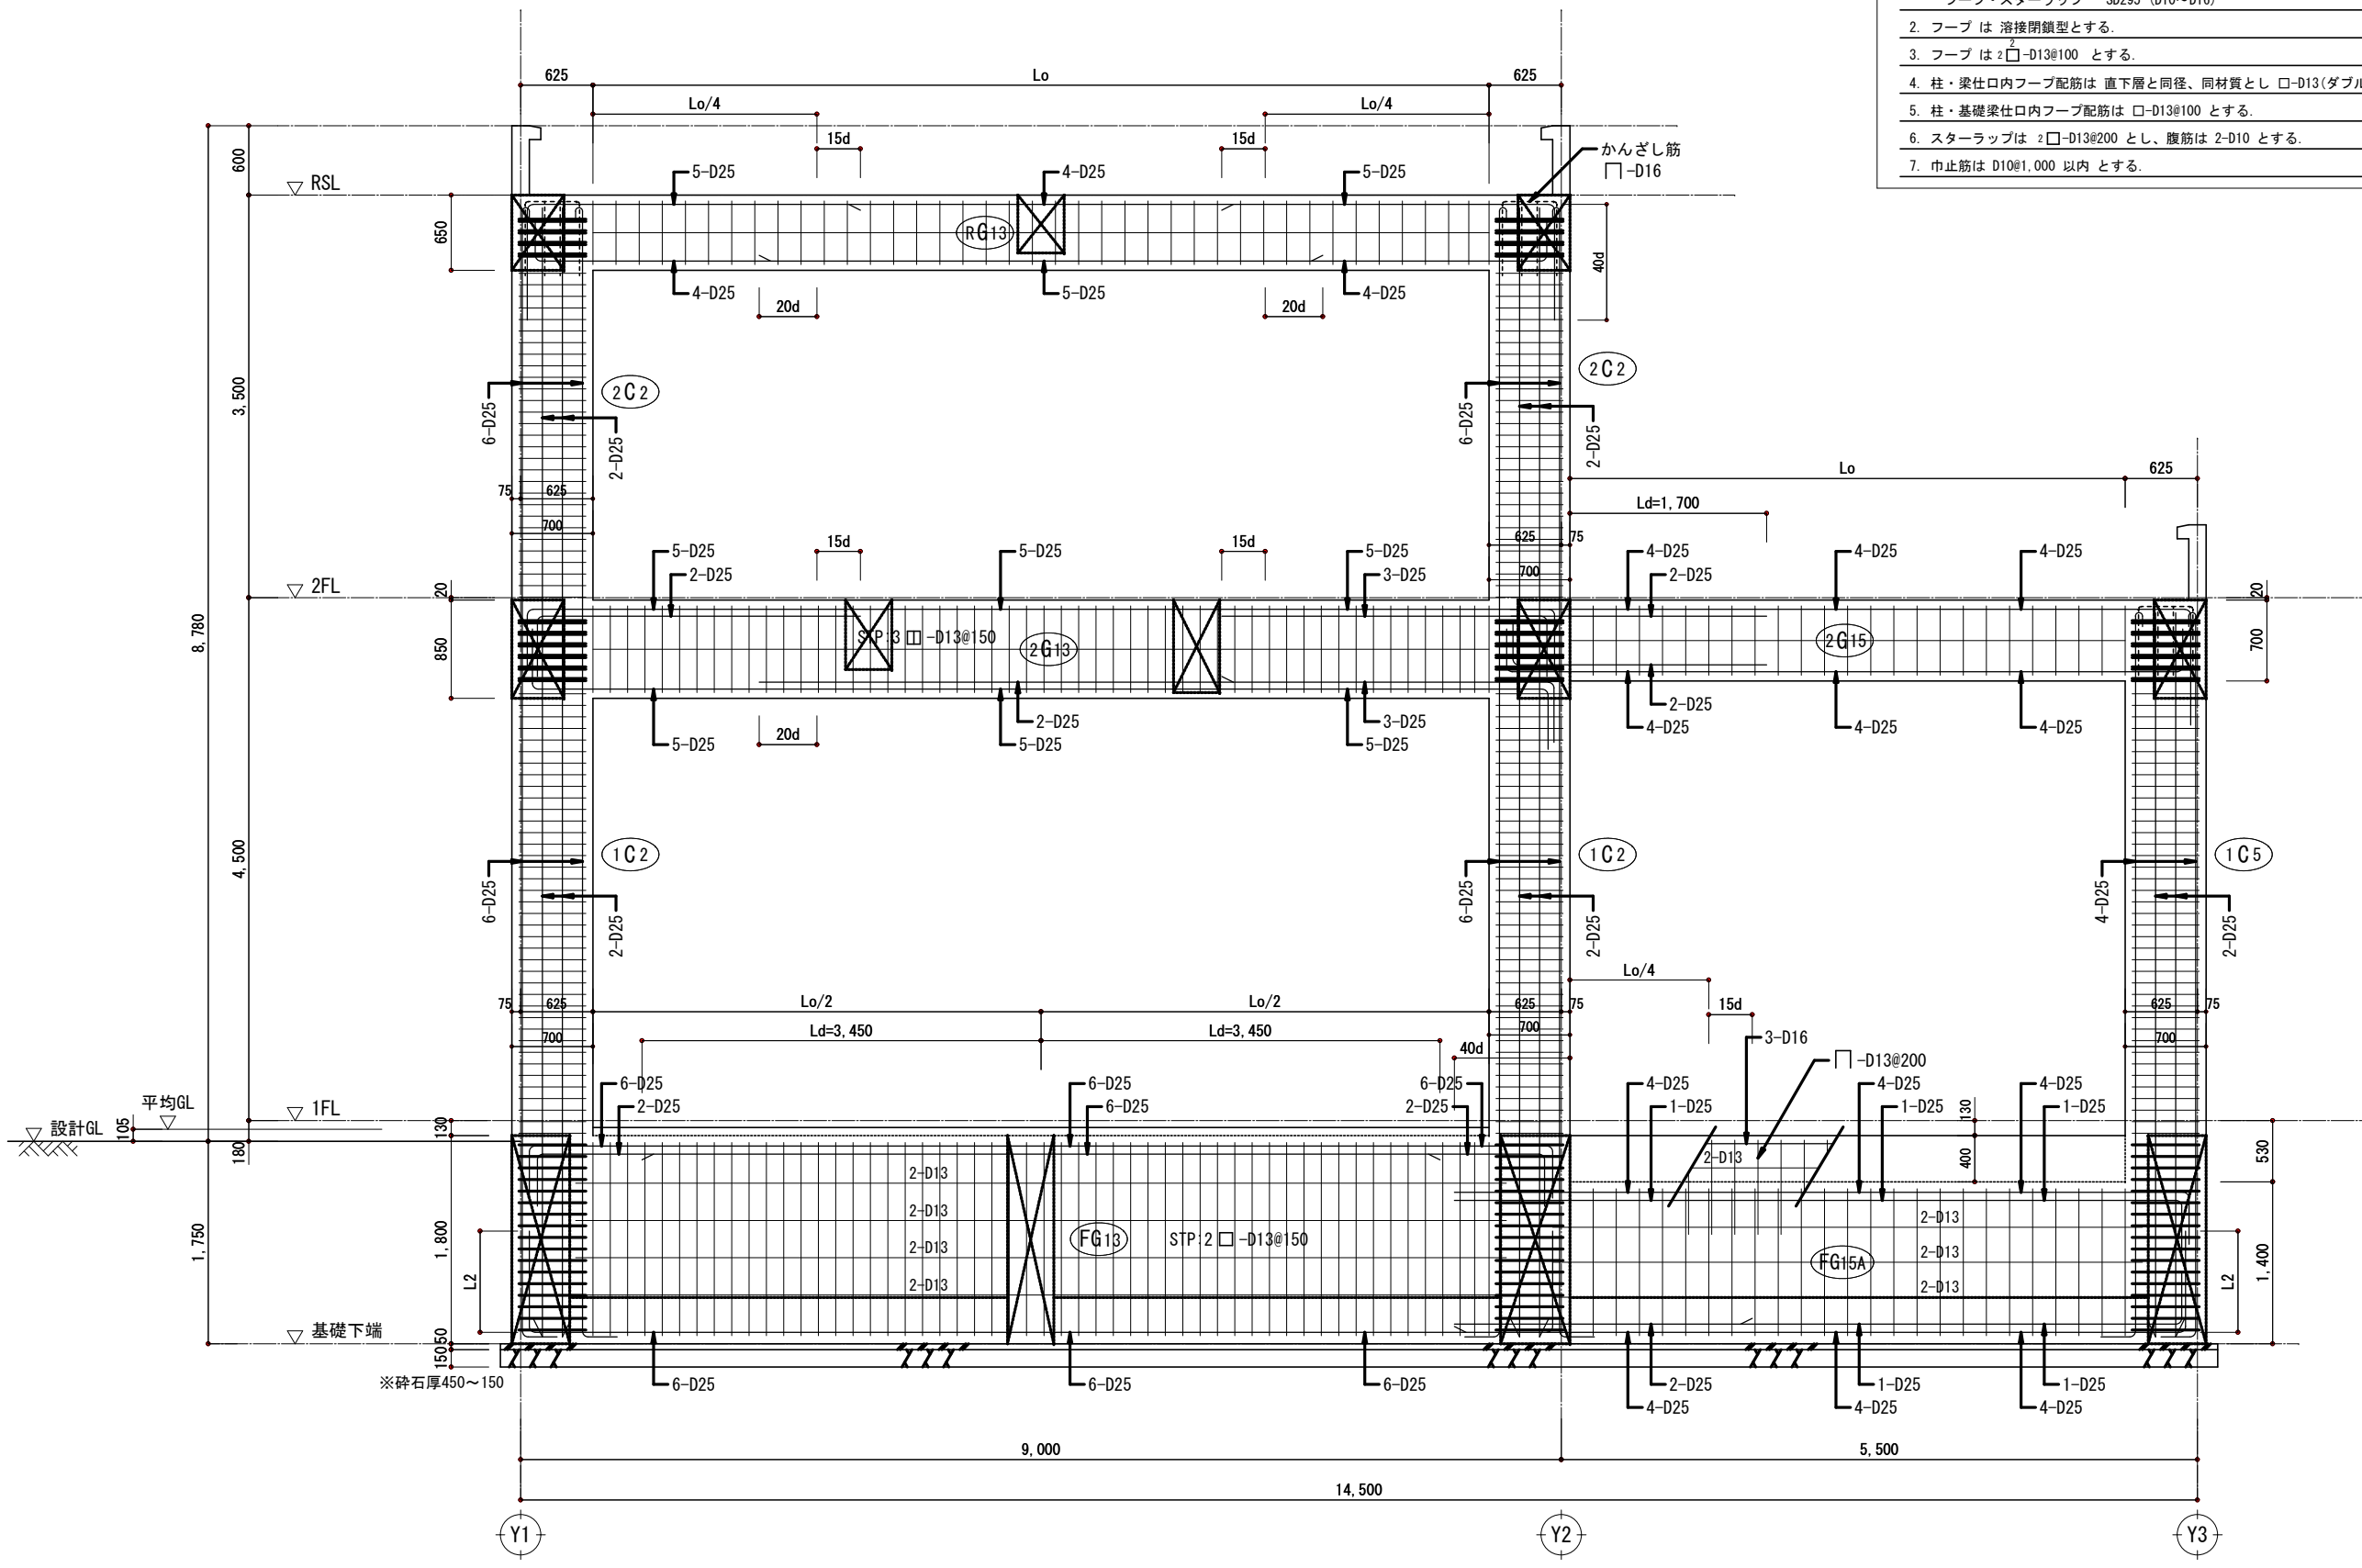 フープ・スターラップ SD295 (D10～D16)
2. フープ は 溶接閉鎖型とする.
3. フープ は 2 2 □-D13@100 とする.
4. 柱・梁仕口内フープ配筋は 直下層と同径、同材質とし □-D13(ダブル
5. 柱・基礎梁仕口内フープ配筋は □-D13@100 とする.
6. スターラップは 2□-D13@200 とし、腹筋は 2-D10 とする.
7. 巾止筋は D10@1,000 以内 とする.
625 Lo 625
Lo/4 Lo/4
15d 15d
かんざし筋
-D16
600
RSL
5-D25 4-D25 5-D25
650
RG13
40d
4-D25 5-D25 4-D25
20d 20d
3,500
8,780
2C2 2C2
6-D25 2-D25 6-D25 2-D25
Lo 625
Ld=1,700
75 625
700
625 75
700
15d 15d
5-D25 5-D25 5-D25 4-D25 4-D25 4-D25
2-D25 3-D25 2-D25
2FL
20
850
STP:3 -D13@150
2G13
2G15
20
700
2-D25 3-D25 2-D25
5-D25 5-D25 5-D25 4-D25 4-D25 4-D25
20d
4,500
1C2 1C2 1C5
6-D25 2-D25 6-D25 2-D25 4-D25 2-D25
Lo/4
15d
75 625 Lo/2 Lo/2 625 75 625 75
700 Ld=3,450 Ld=3,450 700 700
40d
3-D16
-D13@200
6-D25 6-D25 6-D25 4-D25 4-D25 4-D25
2-D25 6-D25 2-D25 1-D25 1-D25 1-D25
平均GL
1FL
設計GL
105
180
130
130
400
530
2-D13
2-D13
2-D13
2-D13
2-D13
FG13
STP:2 □-D13@150
2-D13
2-D13
2-D13
FG15A
1,750
1,800
L2
L2
1,400
基礎下端
50
150
※砕石厚450～150
6-D25 6-D25 6-D25 2-D25 1-D25 1-D25
4-D25 4-D25 4-D25
9,000 5,500
14,500
Y1 Y2 Y3